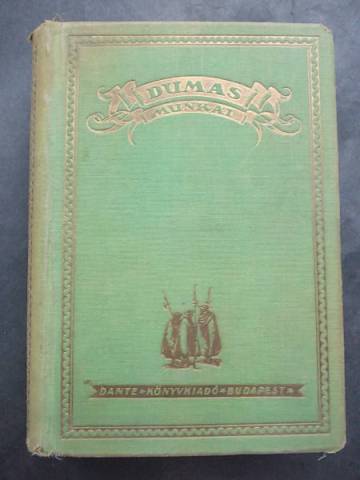 DUMAS
MUNKÁI
DANTE KÖNYVKIADÓ BUDAPEST